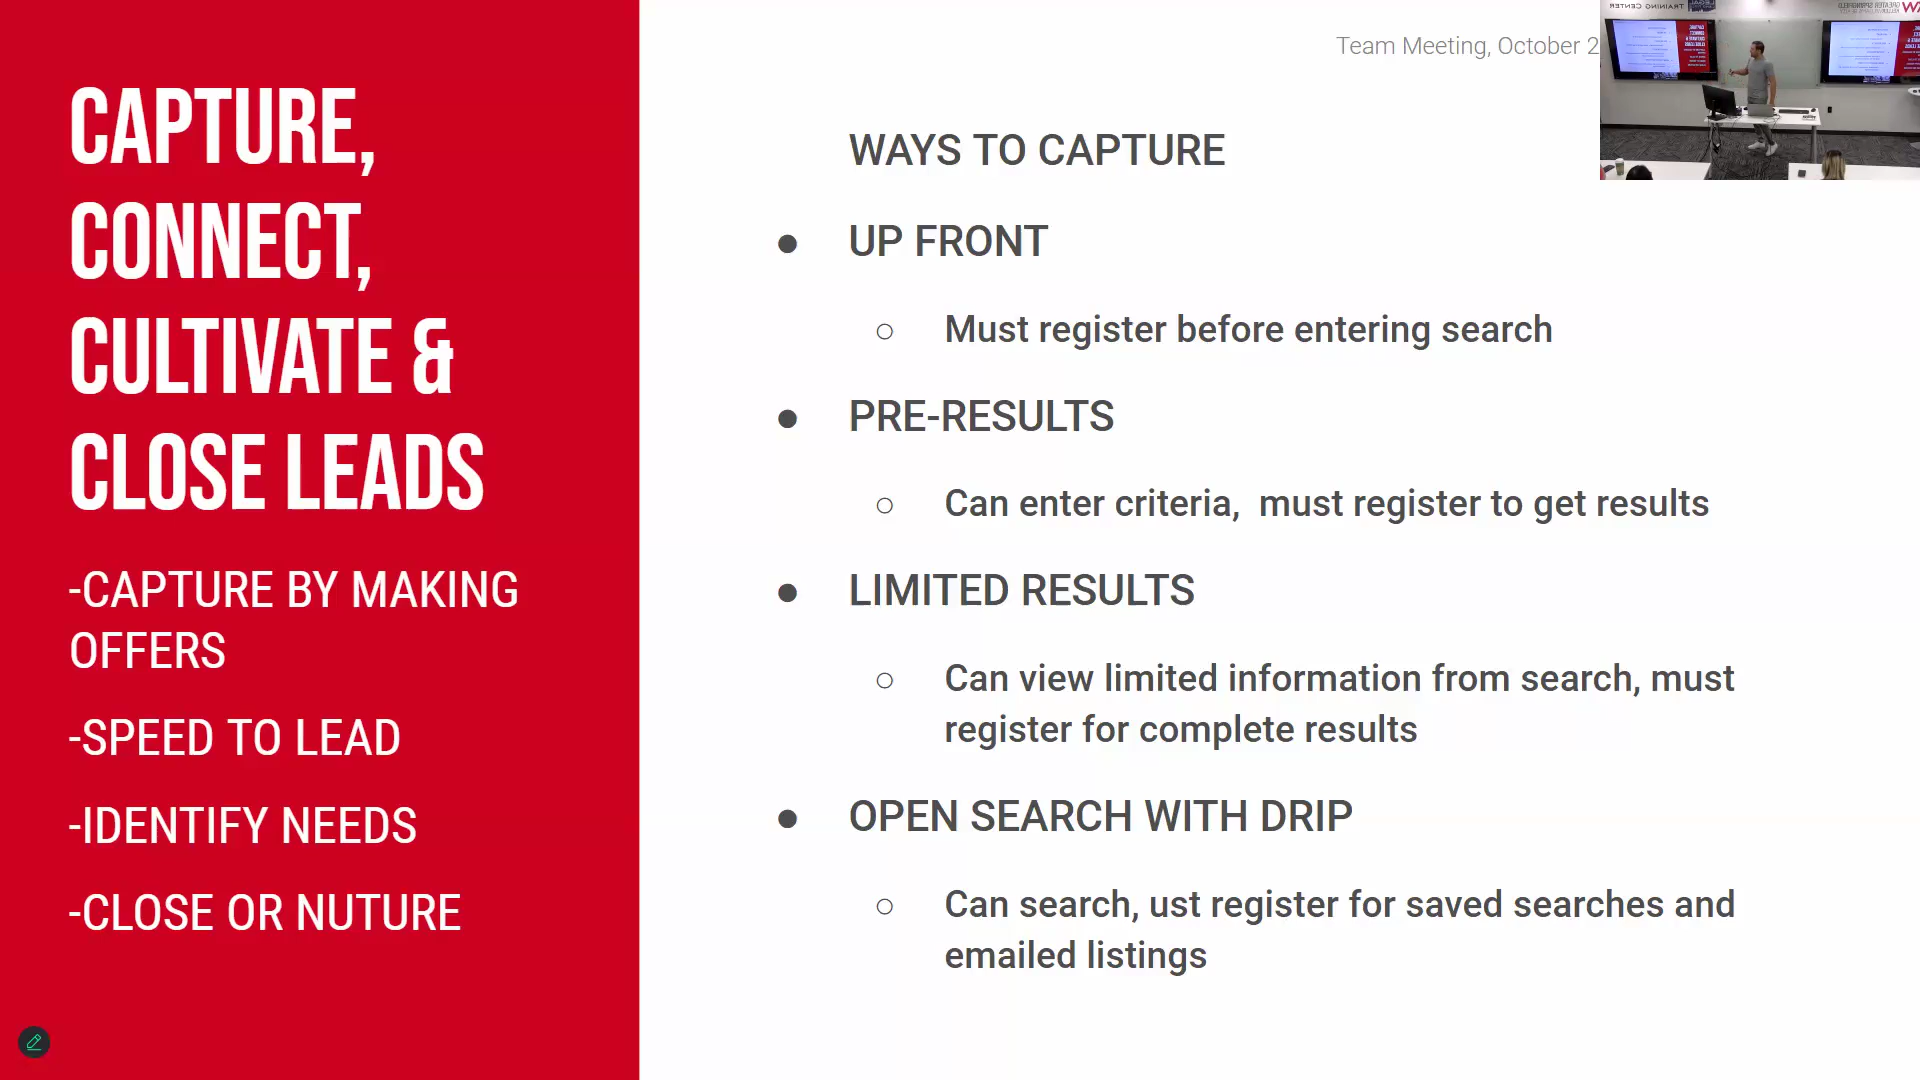 CAPTURE,
CONNECT,
CULTIVATE &
CLOSE LEADS
-CAPTURE BY MAKING
OFFERS
-SPEED TO LEAD
-IDENTIFY NEEDS
-CLOSE OR NUTURE
Team Meeting, October 2
WAYS TO CAPTURE
● UP FRONT
○ Must register before entering search
● PRE-RESULTS
○ Can enter criteria,  must register to get results
● LIMITED RESULTS
○ Can view limited information from search, must
register for complete results
● OPEN SEARCH WITH DRIP
○ Can search, ust register for saved searches and
emailed listings
TRAINING CENTER